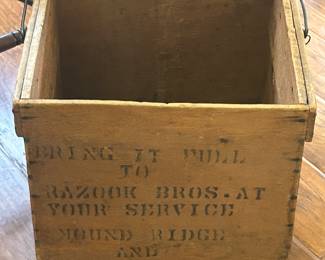 BRING IT FULL
TO
RAZOOK BROS. AT
YOUR SERVICE
MOUND RIDGE
AND